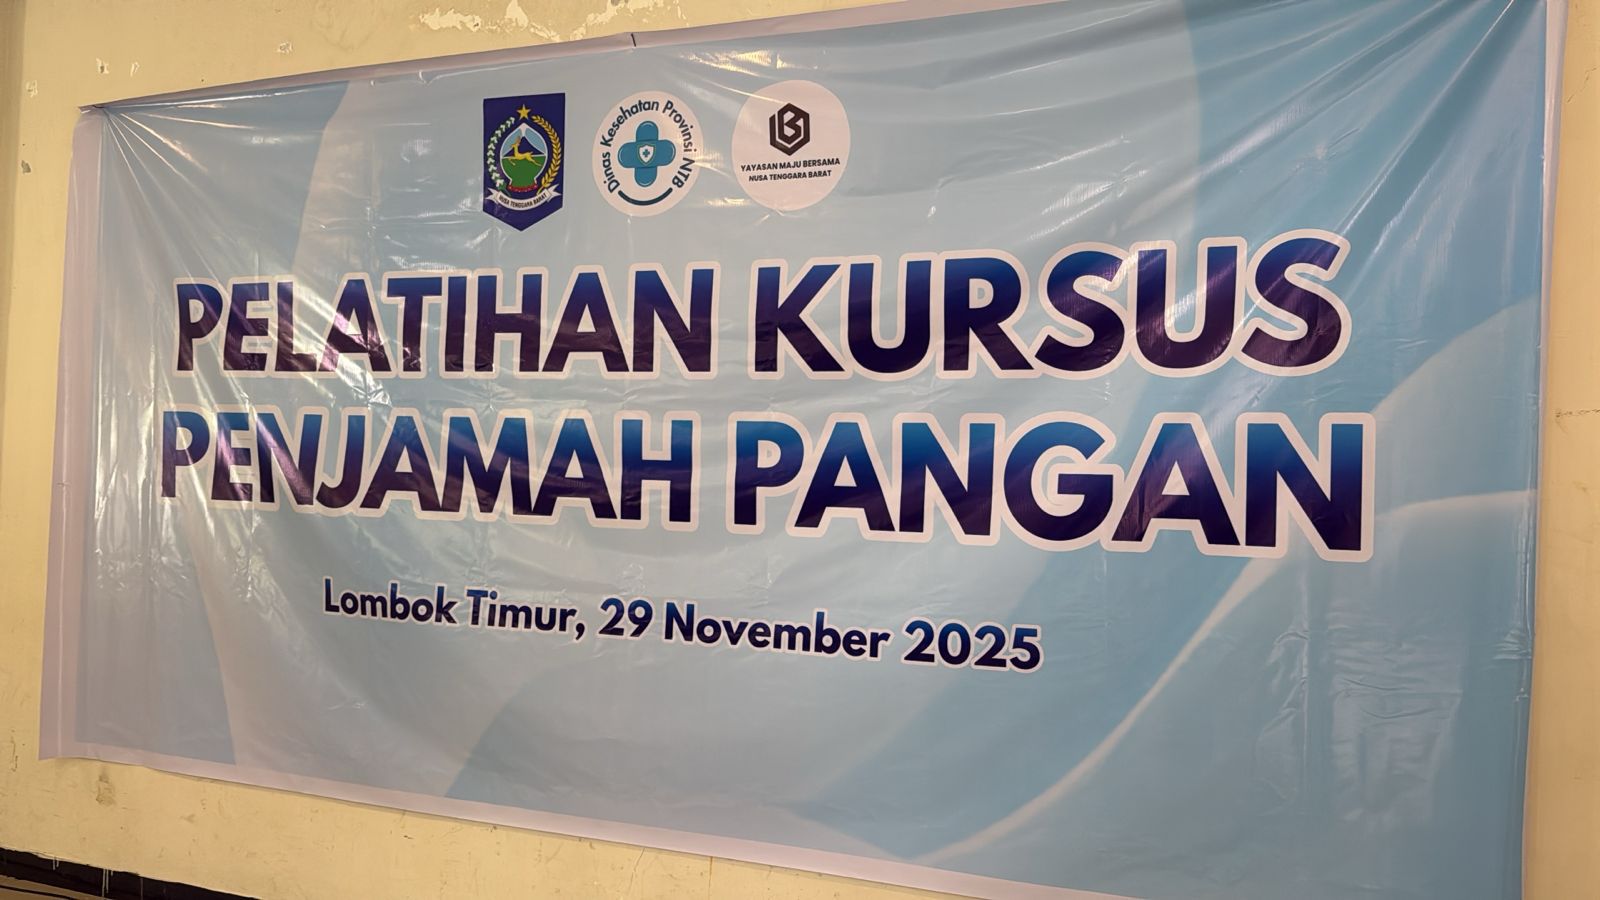 NUSA TENGGARA BARAT
Dinas Kesehatan Provinsi NTB
YAYASAN MAJU BERSAMA
NUSA TENGGARA BARAT
PELATIHAN KURSUS
PENJAMAH PANGAN
Lombok Timur, 29 November 2025